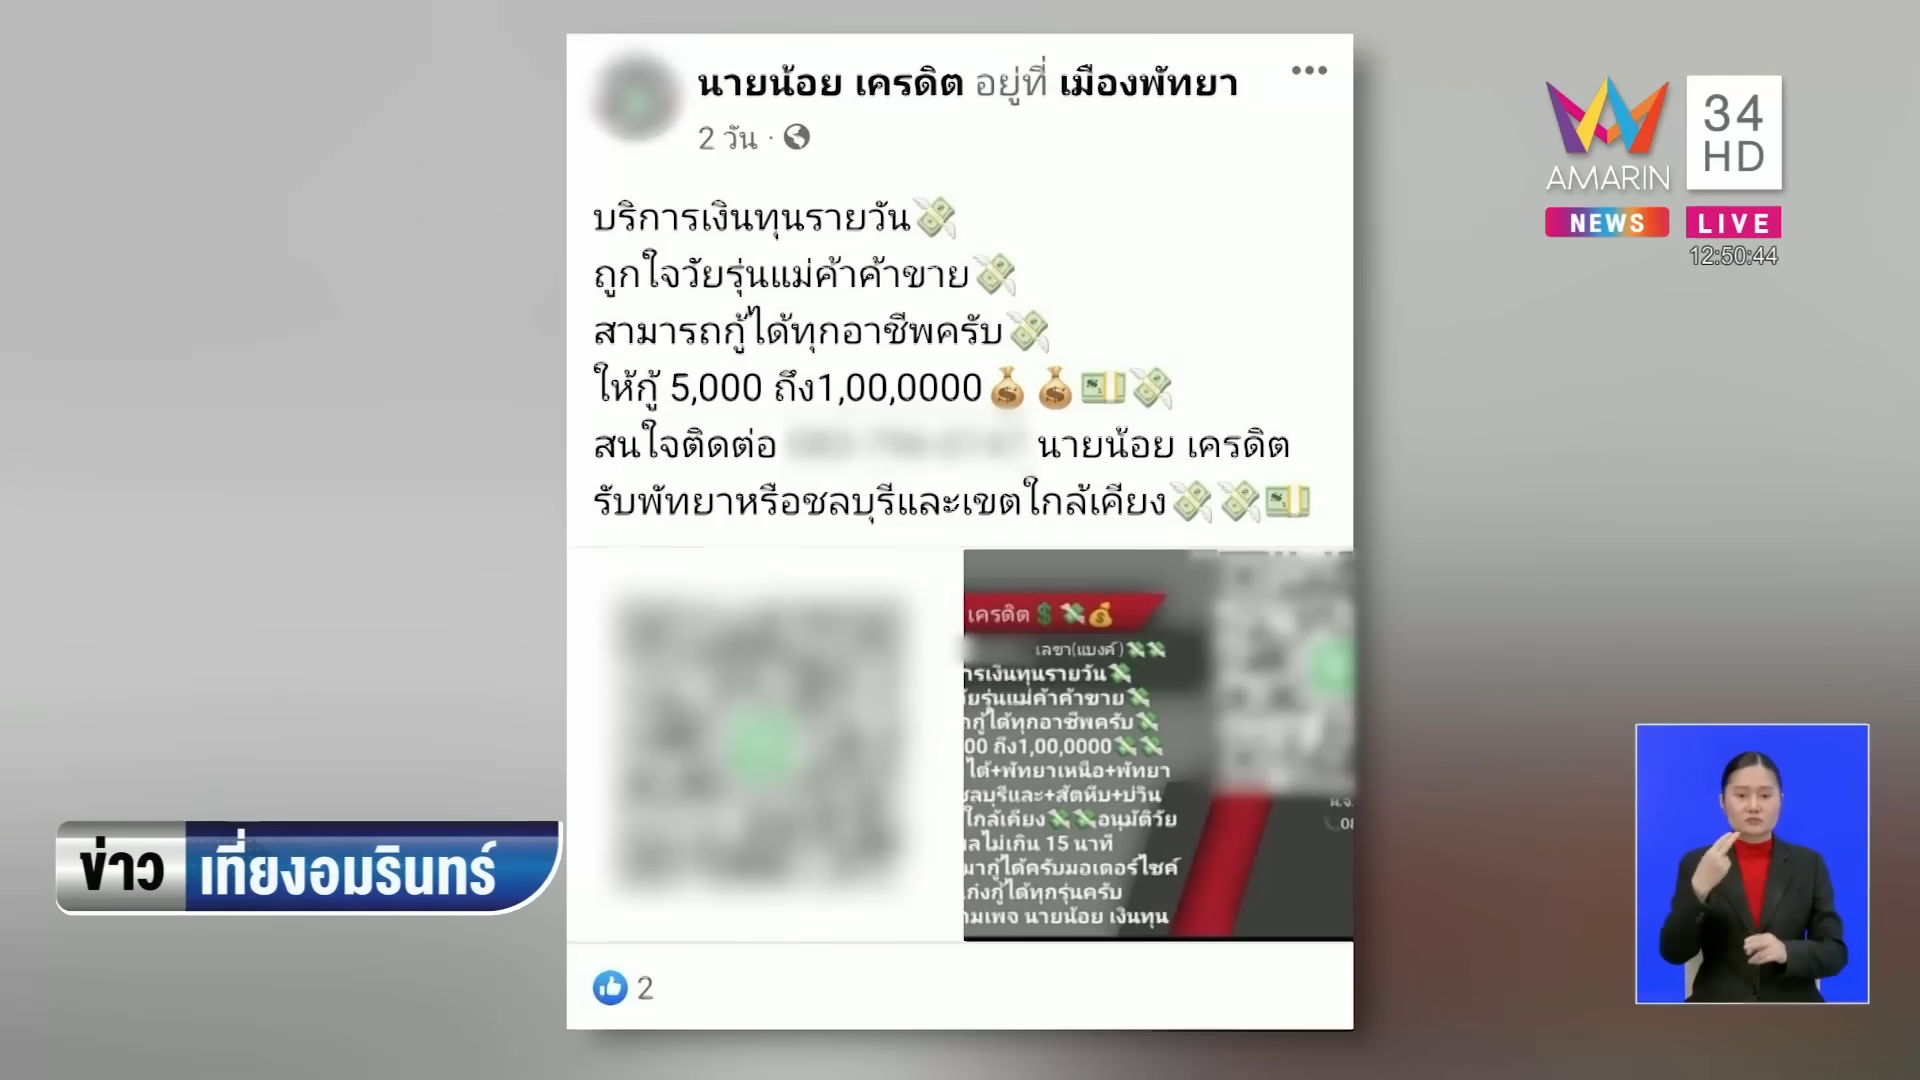 นายน้อย เครดิต อยู่ที่ เมืองพัทยา
2 วัน ·
บริการเงินทุนรายวัน💸
ถูกใจวัยรุ่นแม่ค้าค้าขาย💸
สามารถกู้ได้ทุกอาชีพครับ💸
ให้กู้ 5,000 ถึง1,00,0000💰💰💵💸
สนใจติดต่อ นายน้อย เครดิต
รับพัทยาหรือชลบุรีและเขตใกล้เคียง💸💸💵
เครดิต💲💸💰
เลขา(แบงค์)💸💸
ารเงินทุนรายวัน💸
ัยรุ่นแม่ค้าค้าขาย💸
กู้ได้ทุกอาชีพครับ💸
00 ถึง1,00,0000💸💸
ใต้+พัทยาเหนือ+พัทยา
ชลบุรีและ+สัตหีบ+บ่วิน
ใกล้เคียง💸💸อนุมัติวัย
ลไม่เกิน 15 นาที
มากู้ได้ครับมอเตอร์ไซค์
เก๋งกู้ได้ทุกรุ่นครับ
ามเพจ นายน้อย เงินทุน
08
2
AMARIN
NEWS
34
HD
LIVE
12:50:44
ข่าว เที่ยงอมรินทร์